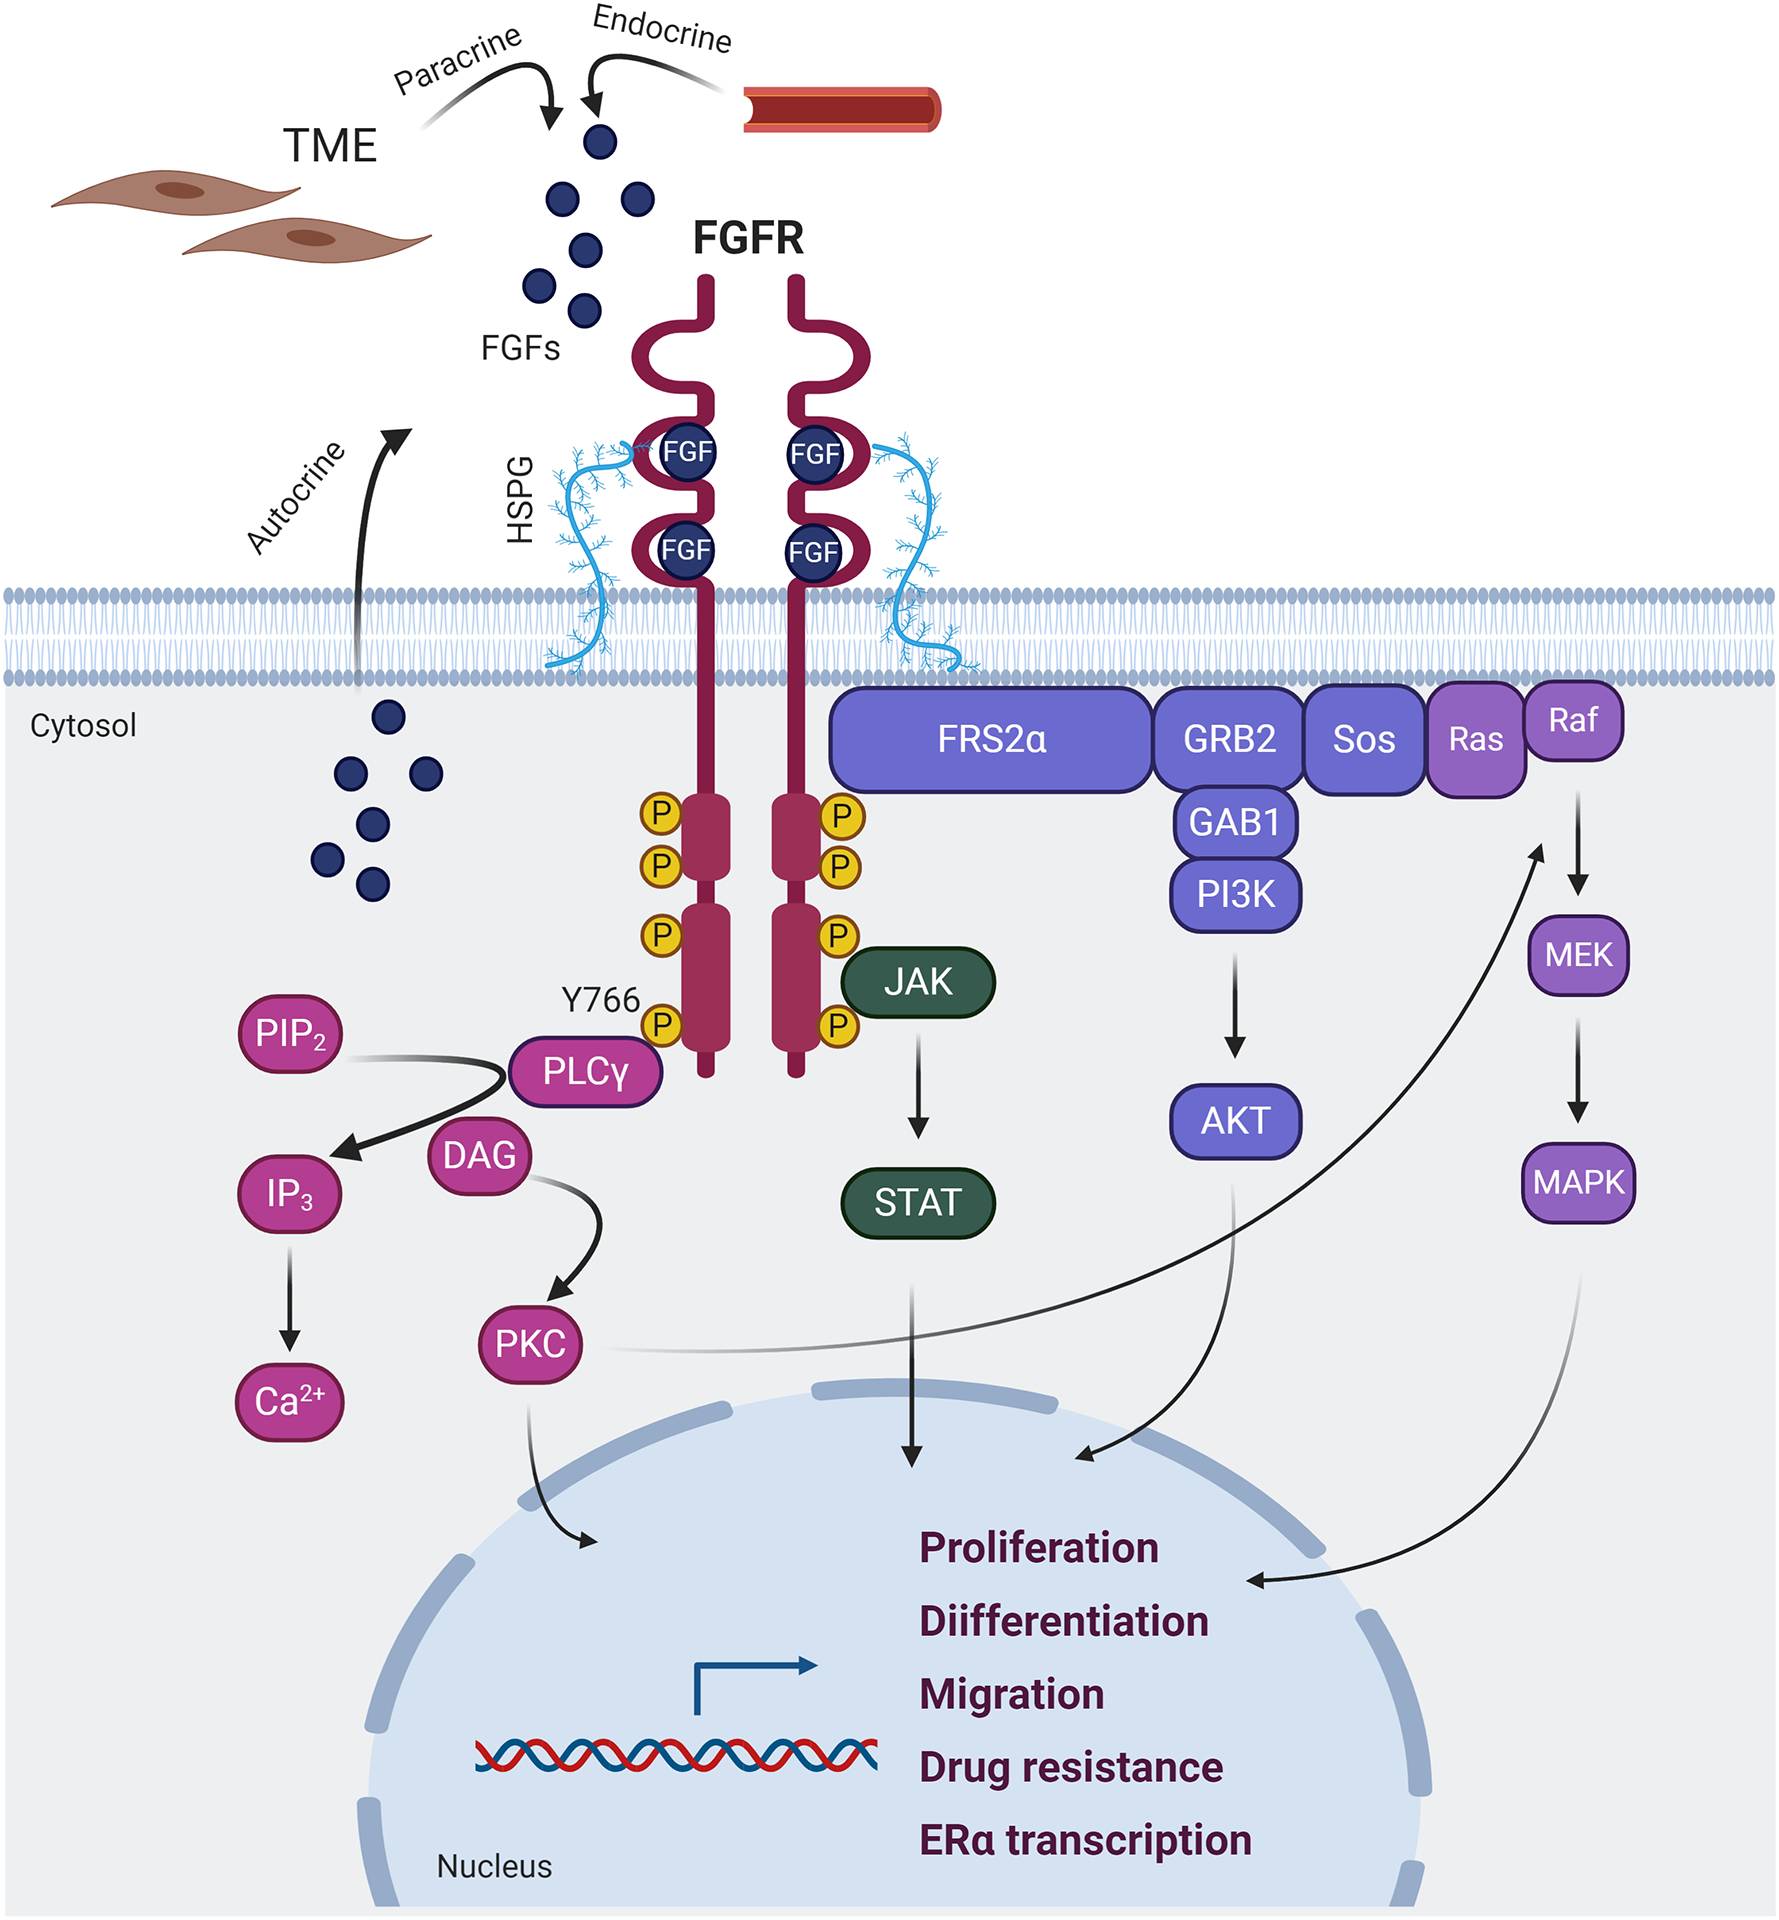 Endocrine
Paracrine
TME
FGFR
FGFs
Autocrine
HSPG
FGF
FGF
FGF
FGF
Cytosol
FRS2α
GRB2
Sos
Ras
Raf
GAB1
PI3K
P
P
P
P
P
P
P
P
Y766
JAK
MEK
PIP₂
PLCγ
DAG
AKT
IP₃
STAT
MAPK
PKC
Ca²⁺
Proliferation
Diifferentiation
Migration
Drug resistance
ERα transcription
Nucleus